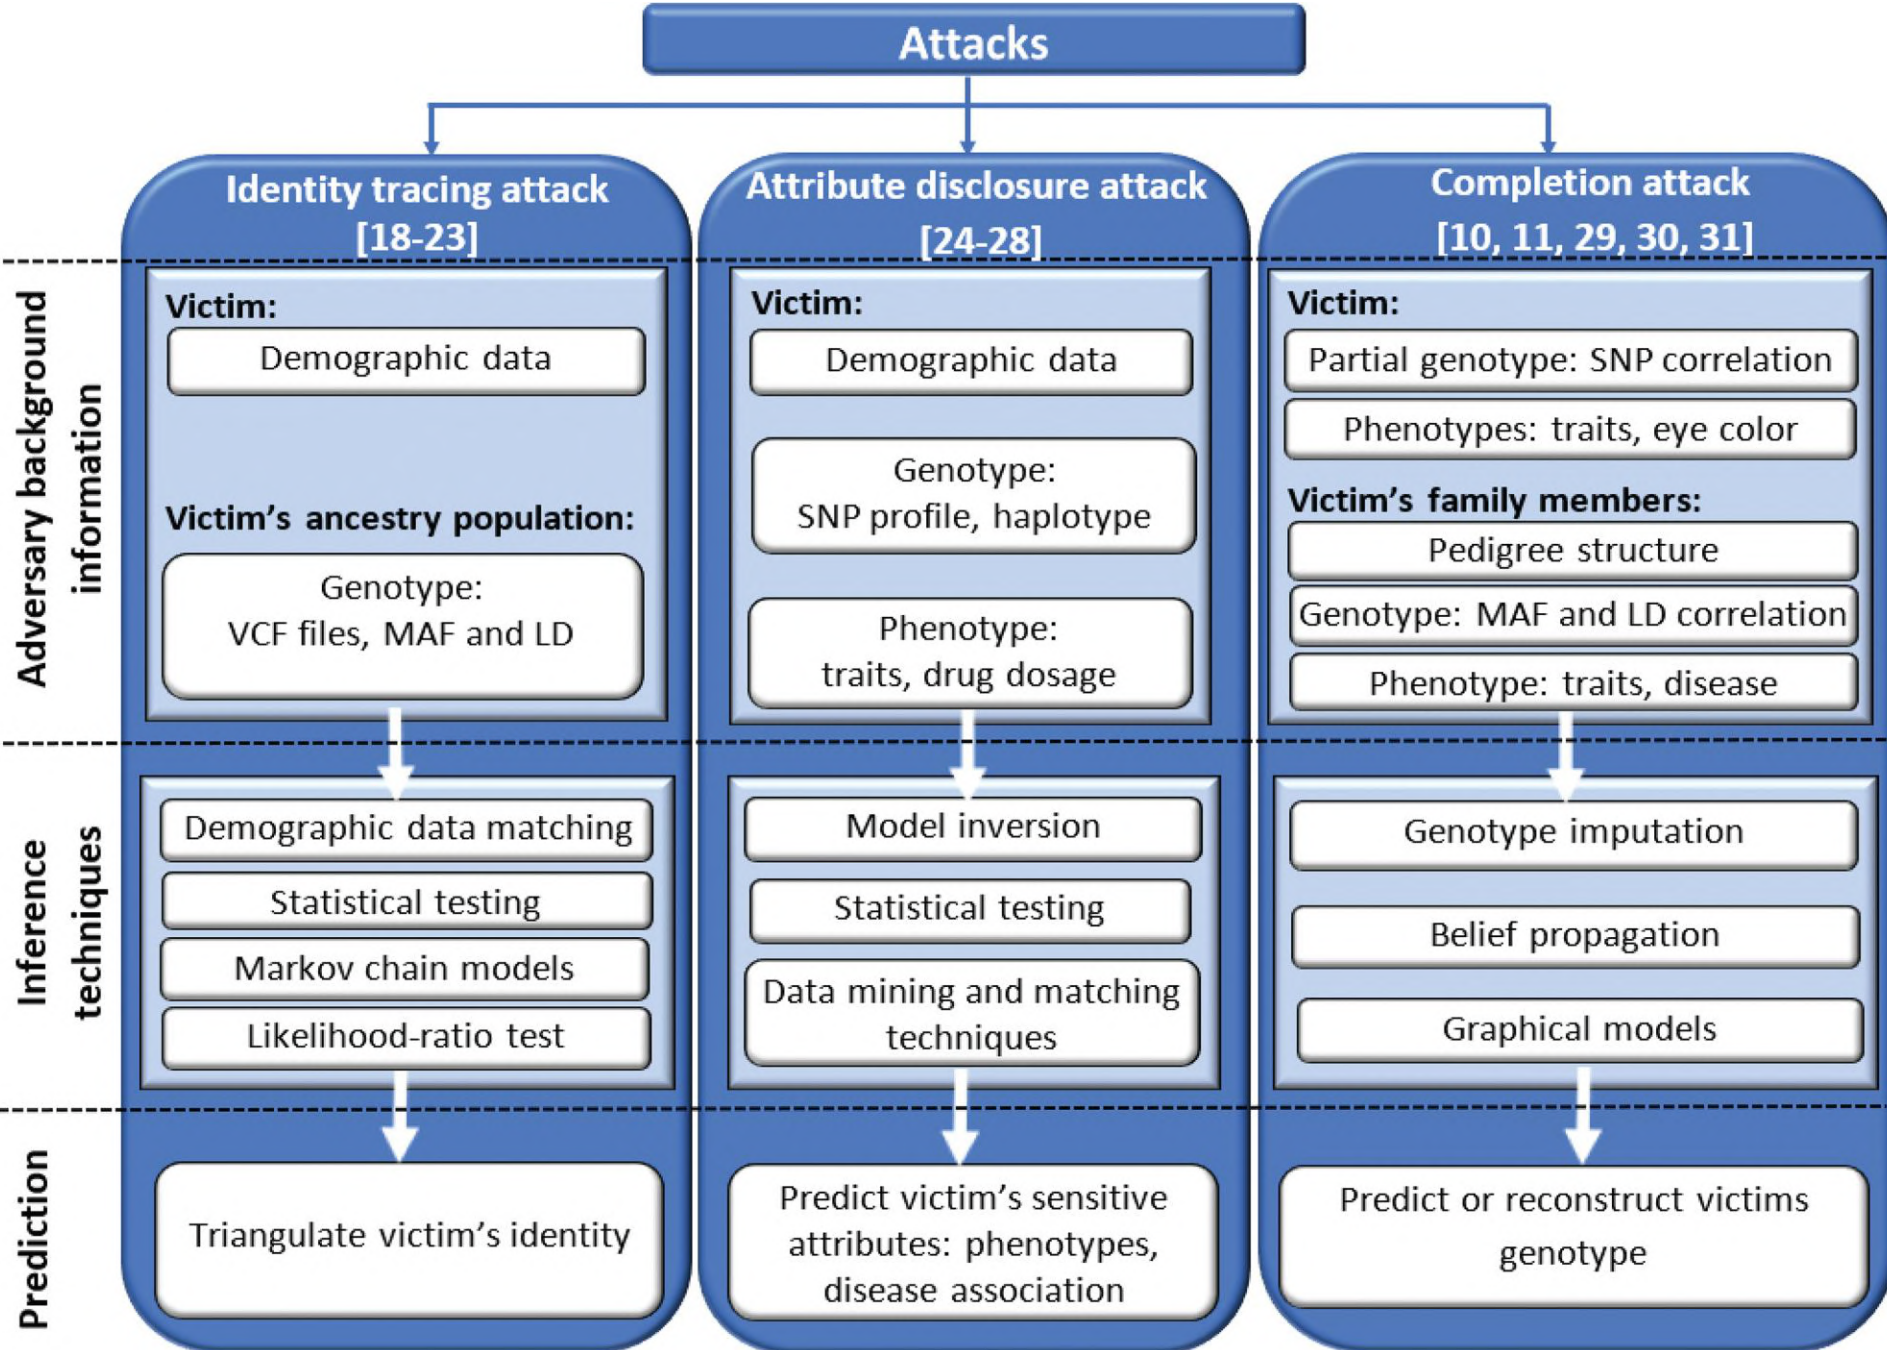 Attacks
Identity tracing attack
[18-23]
Attribute disclosure attack
[24-28]
Completion attack
[10, 11, 29, 30, 31]
Adversary background
information
Victim:
Demographic data
Victim's ancestry population:
Genotype:
VCF files, MAF and LD
Victim:
Demographic data
Genotype:
SNP profile, haplotype
Phenotype:
traits, drug dosage
Victim:
Partial genotype: SNP correlation
Phenotypes: traits, eye color
Victim's family members:
Pedigree structure
Genotype: MAF and LD correlation
Phenotype: traits, disease
Inference
techniques
Demographic data matching
Statistical testing
Markov chain models
Likelihood-ratio test
Model inversion
Statistical testing
Data mining and matching
techniques
Genotype imputation
Belief propagation
Graphical models
Prediction
Triangulate victim's identity
Predict victim's sensitive
attributes: phenotypes,
disease association
Predict or reconstruct victims
genotype